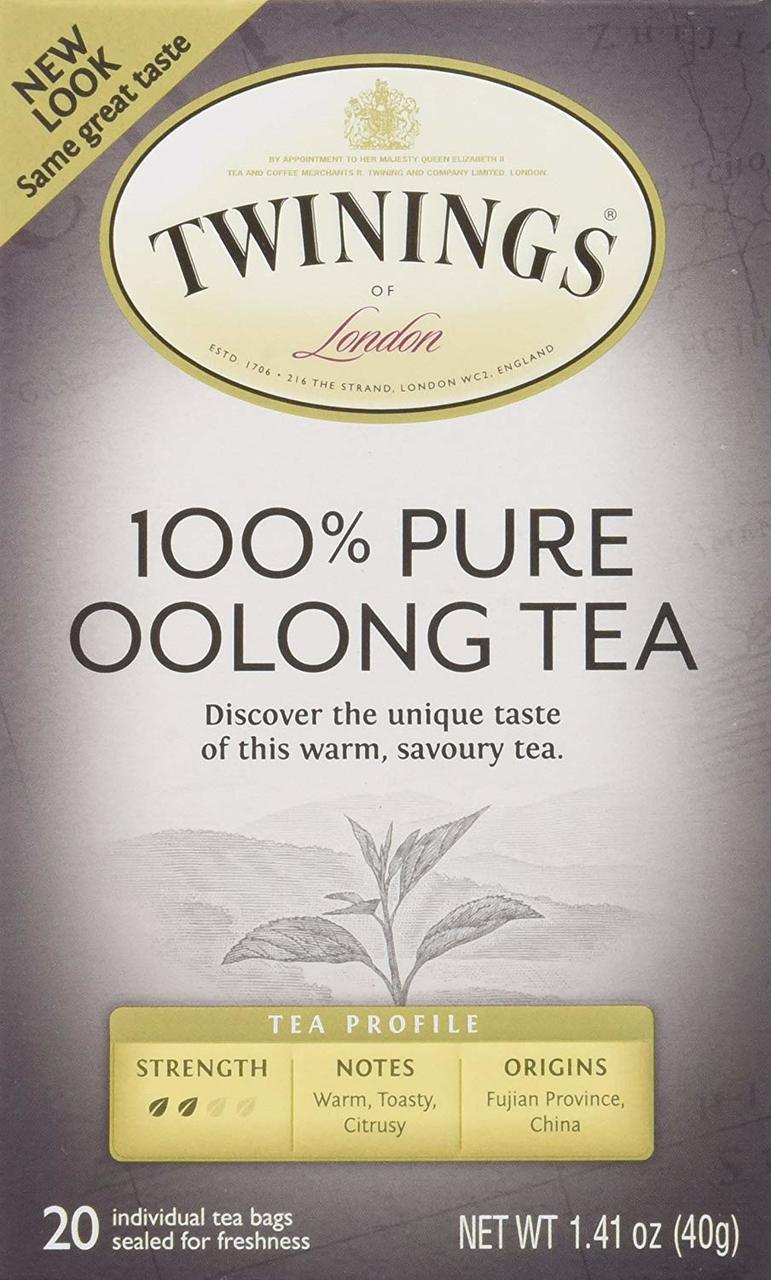 NEW
LOOK
Same great taste
BY APPOINTMENT TO HER MAJESTY QUEEN ELIZABETH II
TEA AND COFFEE MERCHANTS R. TWINING AND COMPANY LIMITED. LONDON.
TWININGS®
OF
London
ESTD. 1706 • 216 THE STRAND, LONDON WC2, ENGLAND
100% PURE
OOLONG TEA
Discover the unique taste
of this warm, savoury tea.
TEA PROFILE
STRENGTH
NOTES
Warm, Toasty,
Citrusy
ORIGINS
Fujian Province,
China
20 individual tea bags
sealed for freshness
NET WT 1.41 oz (40g)